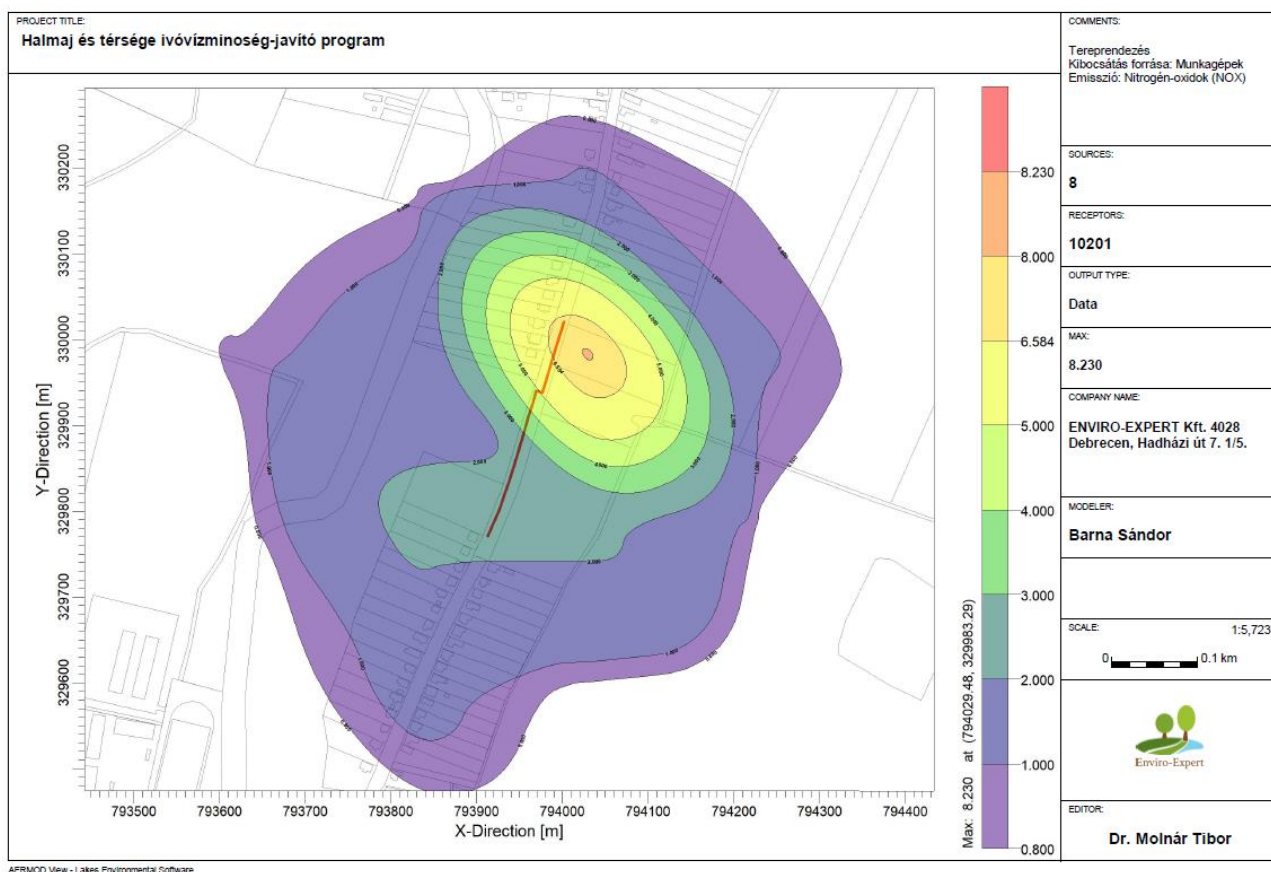 PROJECT TITLE:
Halmaj és térsége ivóvízminoség-javító program
COMMENTS:
Tereprendezés
Kibocsátás forrása: Munkagépek
Emisszió: Nitrogén-oxidok (NOX)
SOURCES:
8
RECEPTORS:
10201
OUTPUT TYPE:
Data
MAX:
8.230
COMPANY NAME:
ENVIRO-EXPERT Kft. 4028
Debrecen, Hadházi út 7. 1/5.
MODELER:
Barna Sándor
SCALE:
1:5,723
0
0.1 km
Enviro-Expert
EDITOR:
Dr. Molnár Tibor
Y-Direction [m]
330200
330100
330000
329900
329800
329700
329600
793500
793600
793700
793800
793900
794000
794100
794200
794300
794400
X-Direction [m]
Max: 8.230 at (794029.48, 329983.29)
8.230
8.000
6.584
5.000
4.000
3.000
2.000
1.000
0.800
AERMOD View - Lakes Environmental Software